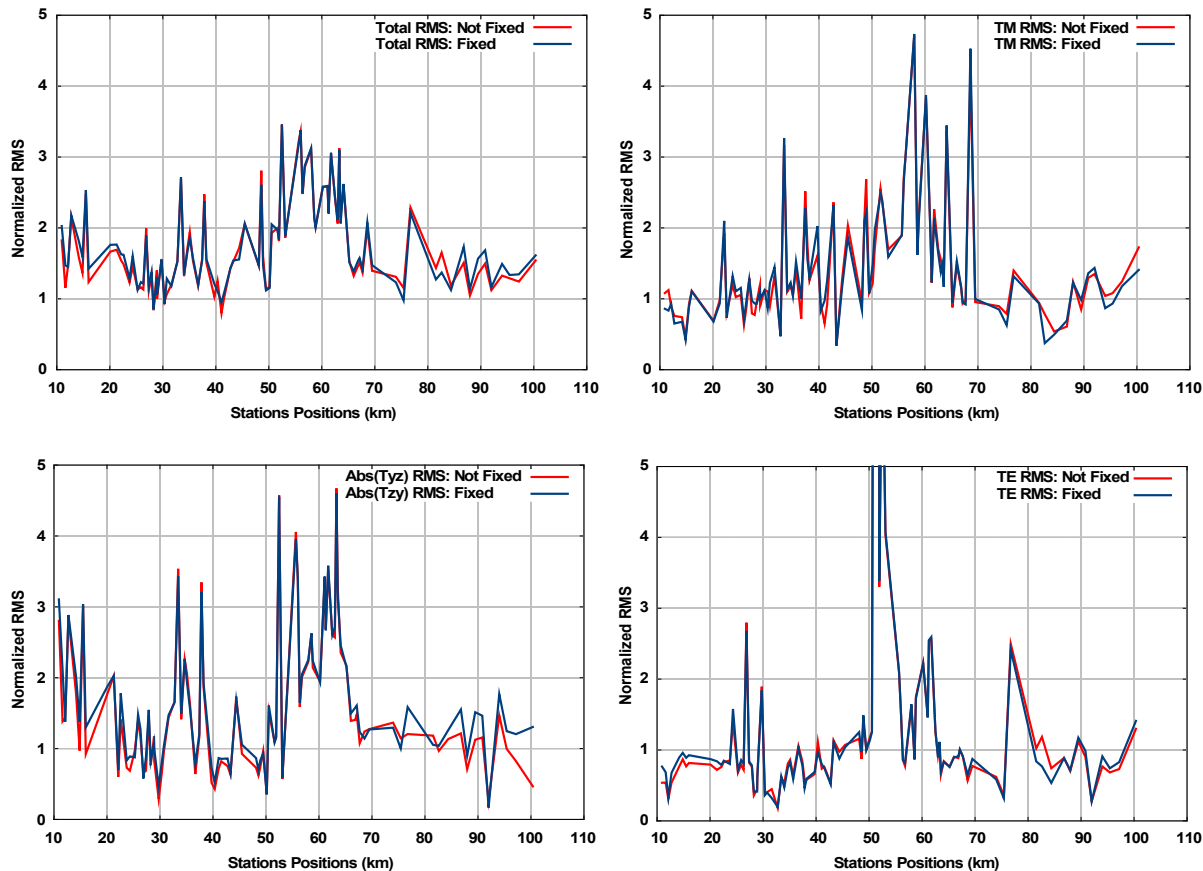 Total RMS: Not Fixed
Total RMS: Fixed
5
4
3
2
1
0
Normalized RMS
10 20 30 40 50 60 70 80 90 100 110
Stations Positions (km)
TM RMS: Not Fixed
TM RMS: Fixed
5
4
3
2
1
0
Normalized RMS
10 20 30 40 50 60 70 80 90 100 110
Stations Positions (km)
Abs(Tyz) RMS: Not Fixed
Abs(Tzy) RMS: Fixed
5
4
3
2
1
0
Normalized RMS
10 20 30 40 50 60 70 80 90 100 110
Stations Positions (km)
TE RMS: Not Fixed
TE RMS: Fixed
5
4
3
2
1
0
Normalized RMS
10 20 30 40 50 60 70 80 90 100 110
Stations Positions (km)